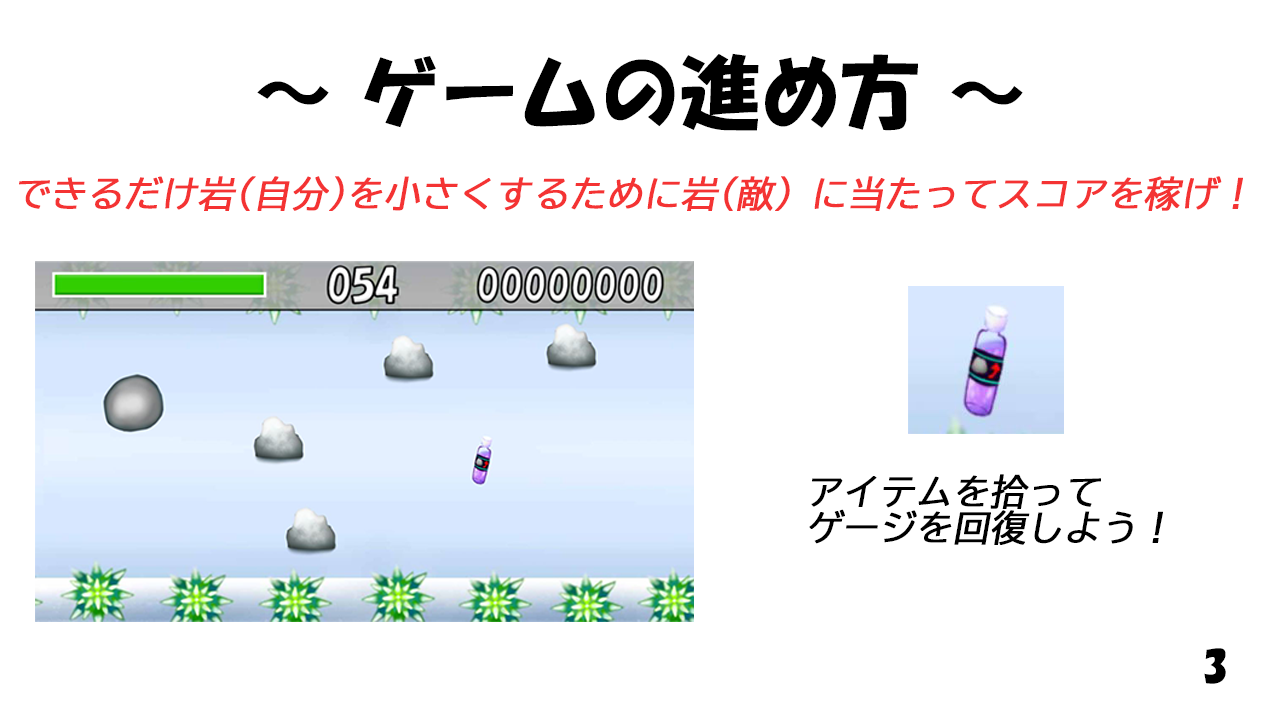 ～ ゲームの進め方 ～
できるだけ岩(自分)を小さくするために岩(敵）に当たってスコアを稼げ！
054 00000000
アイテムを拾って
ゲージを回復しよう！
3